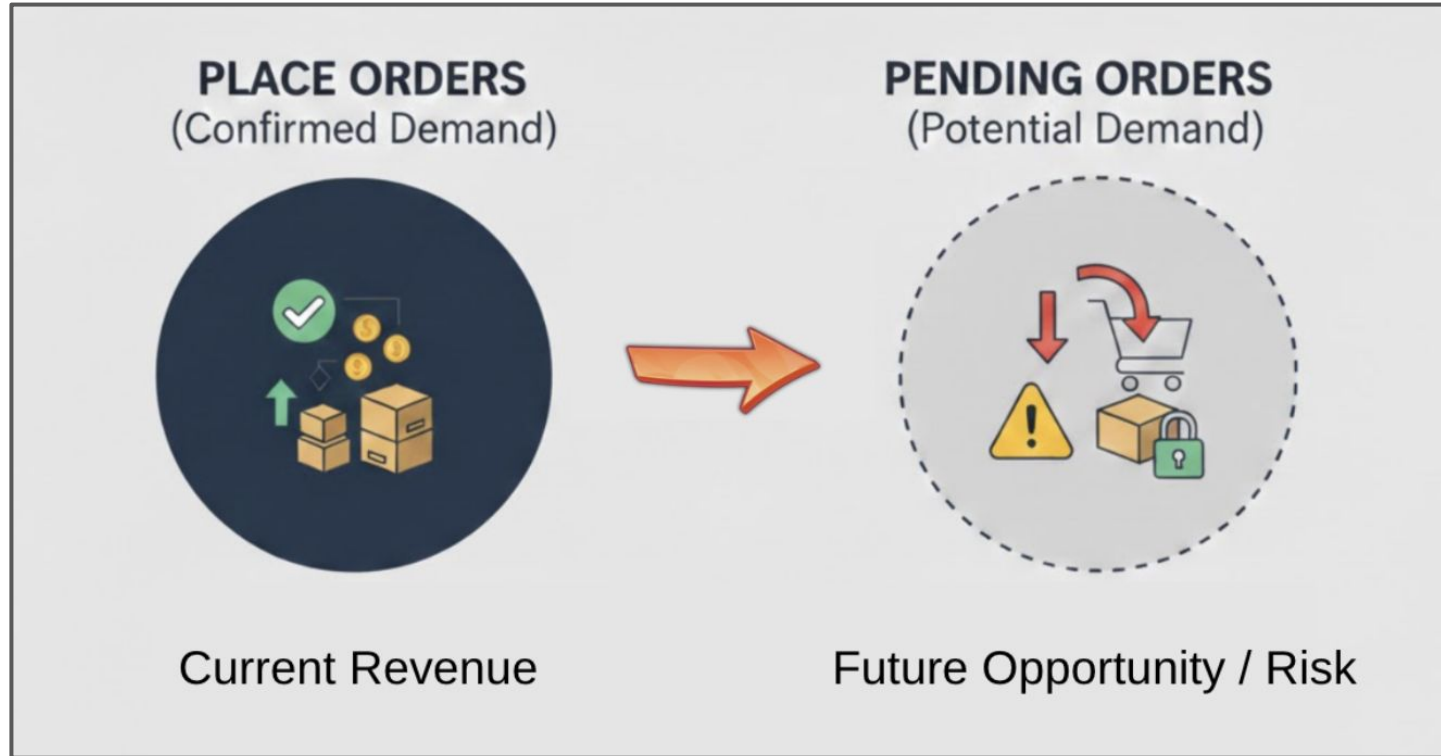 PLACE ORDERS
(Confirmed Demand)
PENDING ORDERS
(Potential Demand)
Current Revenue
Future Opportunity / Risk